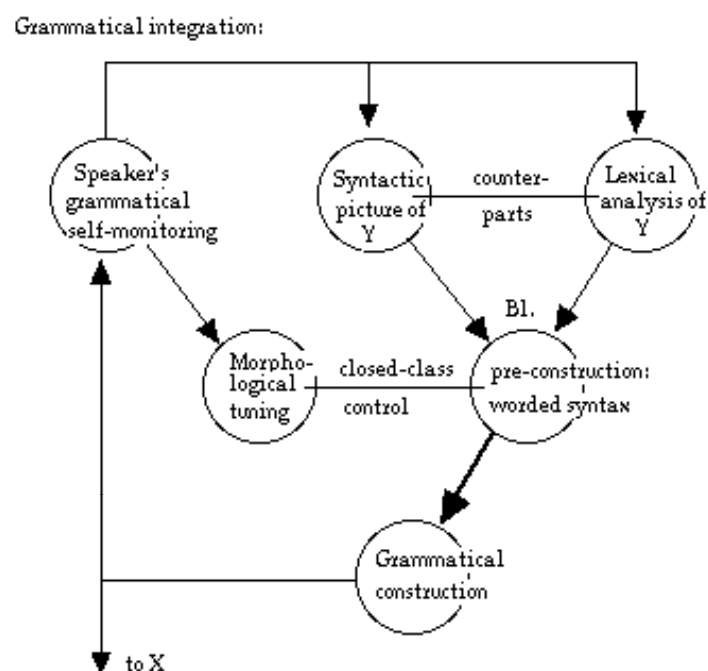 Grammatical integration:
Speaker's
grammatical
self-monitoring
Syntactic
picture of
Y
counter-
parts
Lexical
analysis of
Y
Bl.
Morpho-
logical
tuning
closed-class
control
pre-construction:
worded syntax
Grammatical
construction
to X